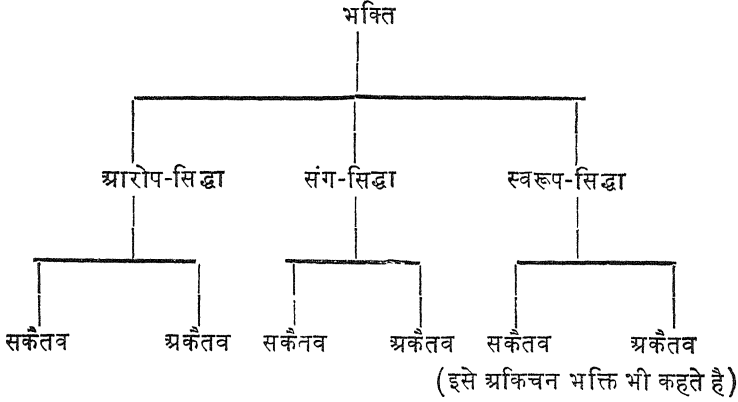 भक्ति
आरोप-सिद्धा संग-सिद्धा स्वरूप-सिद्धा
सकैतव अकैतव सकैतव अकैतव सकैतव अकैतव
(इसे अकिचन भक्ति भी कहते है)